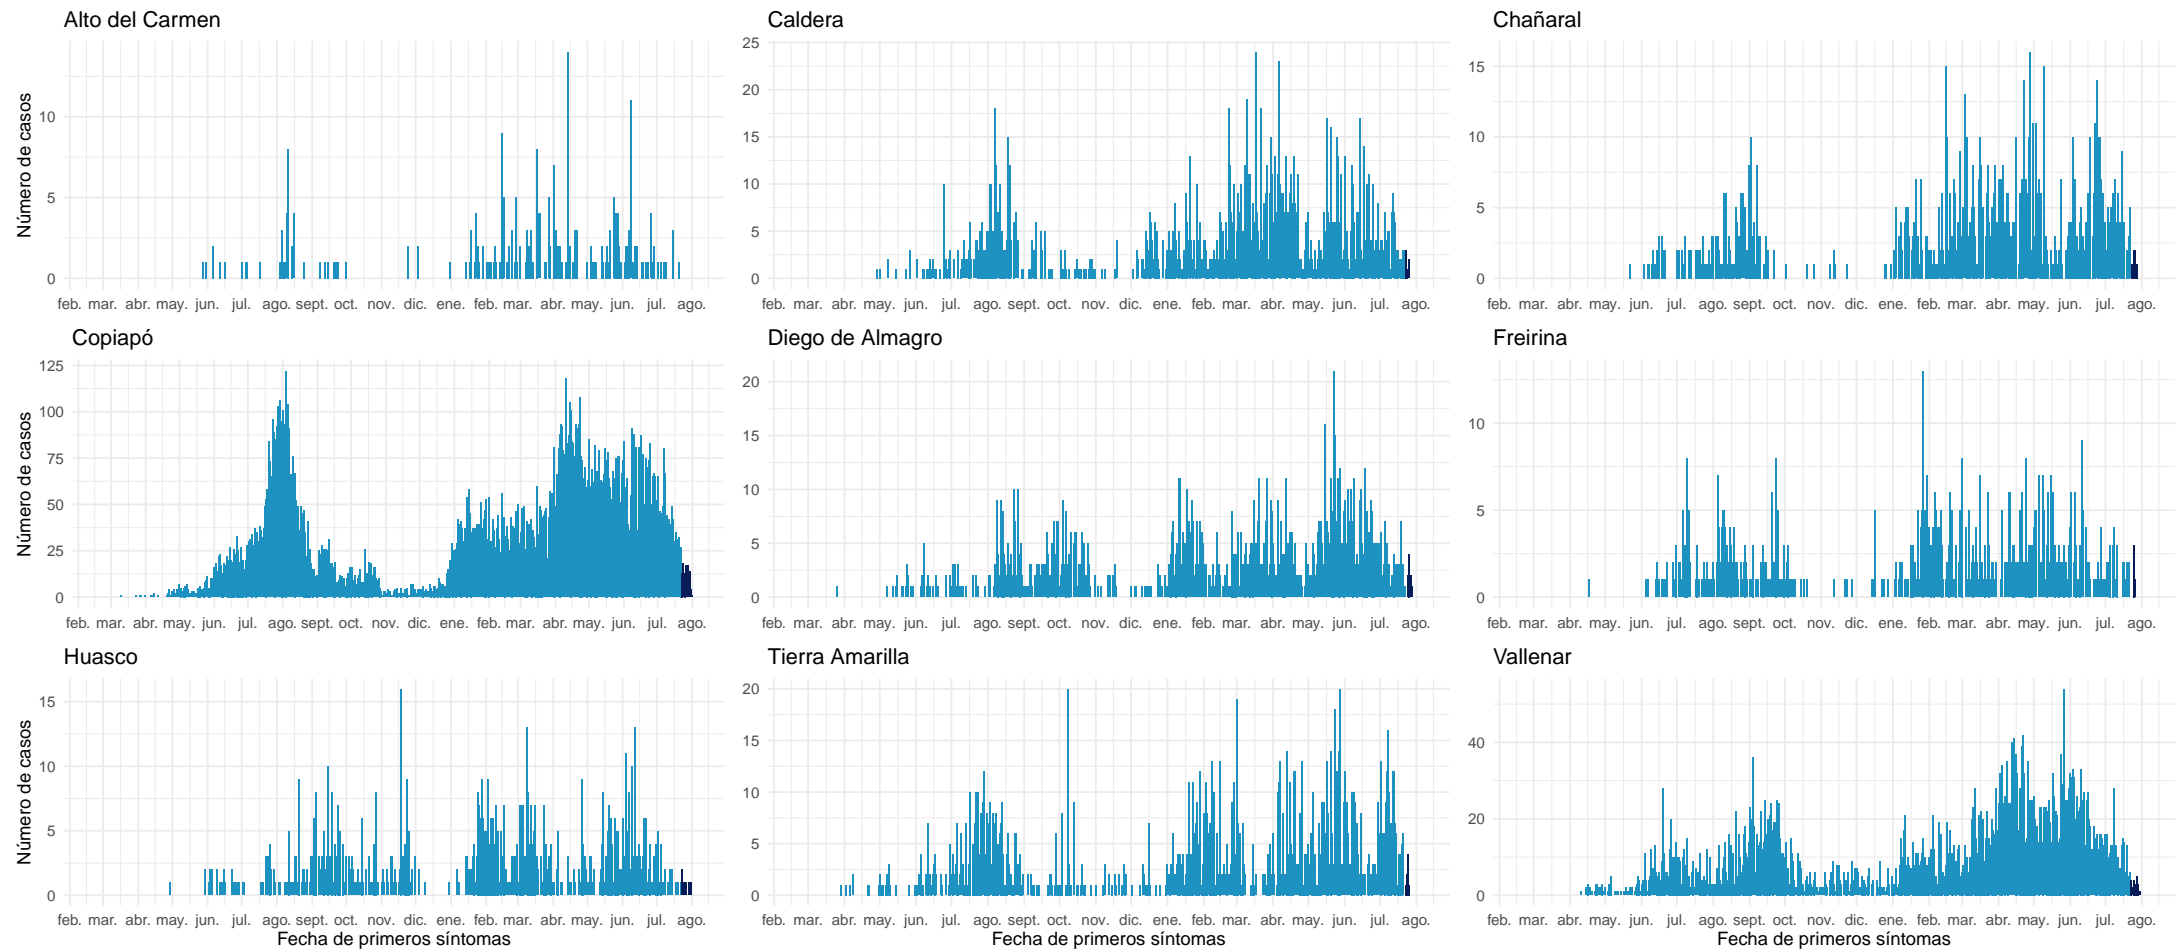 Alto del Carmen
Caldera
Chañaral
Número de casos
10
5
0
25
20
15
10
5
0
15
10
5
0
feb. mar. abr. may. jun. jul. ago. sept. oct. nov. dic. ene. feb. mar. abr. may. jun. jul. ago.
feb. mar. abr. may. jun. jul. ago. sept. oct. nov. dic. ene. feb. mar. abr. may. jun. jul. ago.
feb. mar. abr. may. jun. jul. ago. sept. oct. nov. dic. ene. feb. mar. abr. may. jun. jul. ago.
Copiapó
Diego de Almagro
Freirina
Número de casos
125
100
75
50
25
0
20
15
10
5
0
10
5
0
feb. mar. abr. may. jun. jul. ago. sept. oct. nov. dic. ene. feb. mar. abr. may. jun. jul. ago.
feb. mar. abr. may. jun. jul. ago. sept. oct. nov. dic. ene. feb. mar. abr. may. jun. jul. ago.
feb. mar. abr. may. jun. jul. ago. sept. oct. nov. dic. ene. feb. mar. abr. may. jun. jul. ago.
Huasco
Tierra Amarilla
Vallenar
Número de casos
15
10
5
0
20
15
10
5
0
40
20
0
feb. mar. abr. may. jun. jul. ago. sept. oct. nov. dic. ene. feb. mar. abr. may. jun. jul. ago.
feb. mar. abr. may. jun. jul. ago. sept. oct. nov. dic. ene. feb. mar. abr. may. jun. jul. ago.
feb. mar. abr. may. jun. jul. ago. sept. oct. nov. dic. ene. feb. mar. abr. may. jun. jul. ago.
Fecha de primeros síntomas
Fecha de primeros síntomas
Fecha de primeros síntomas